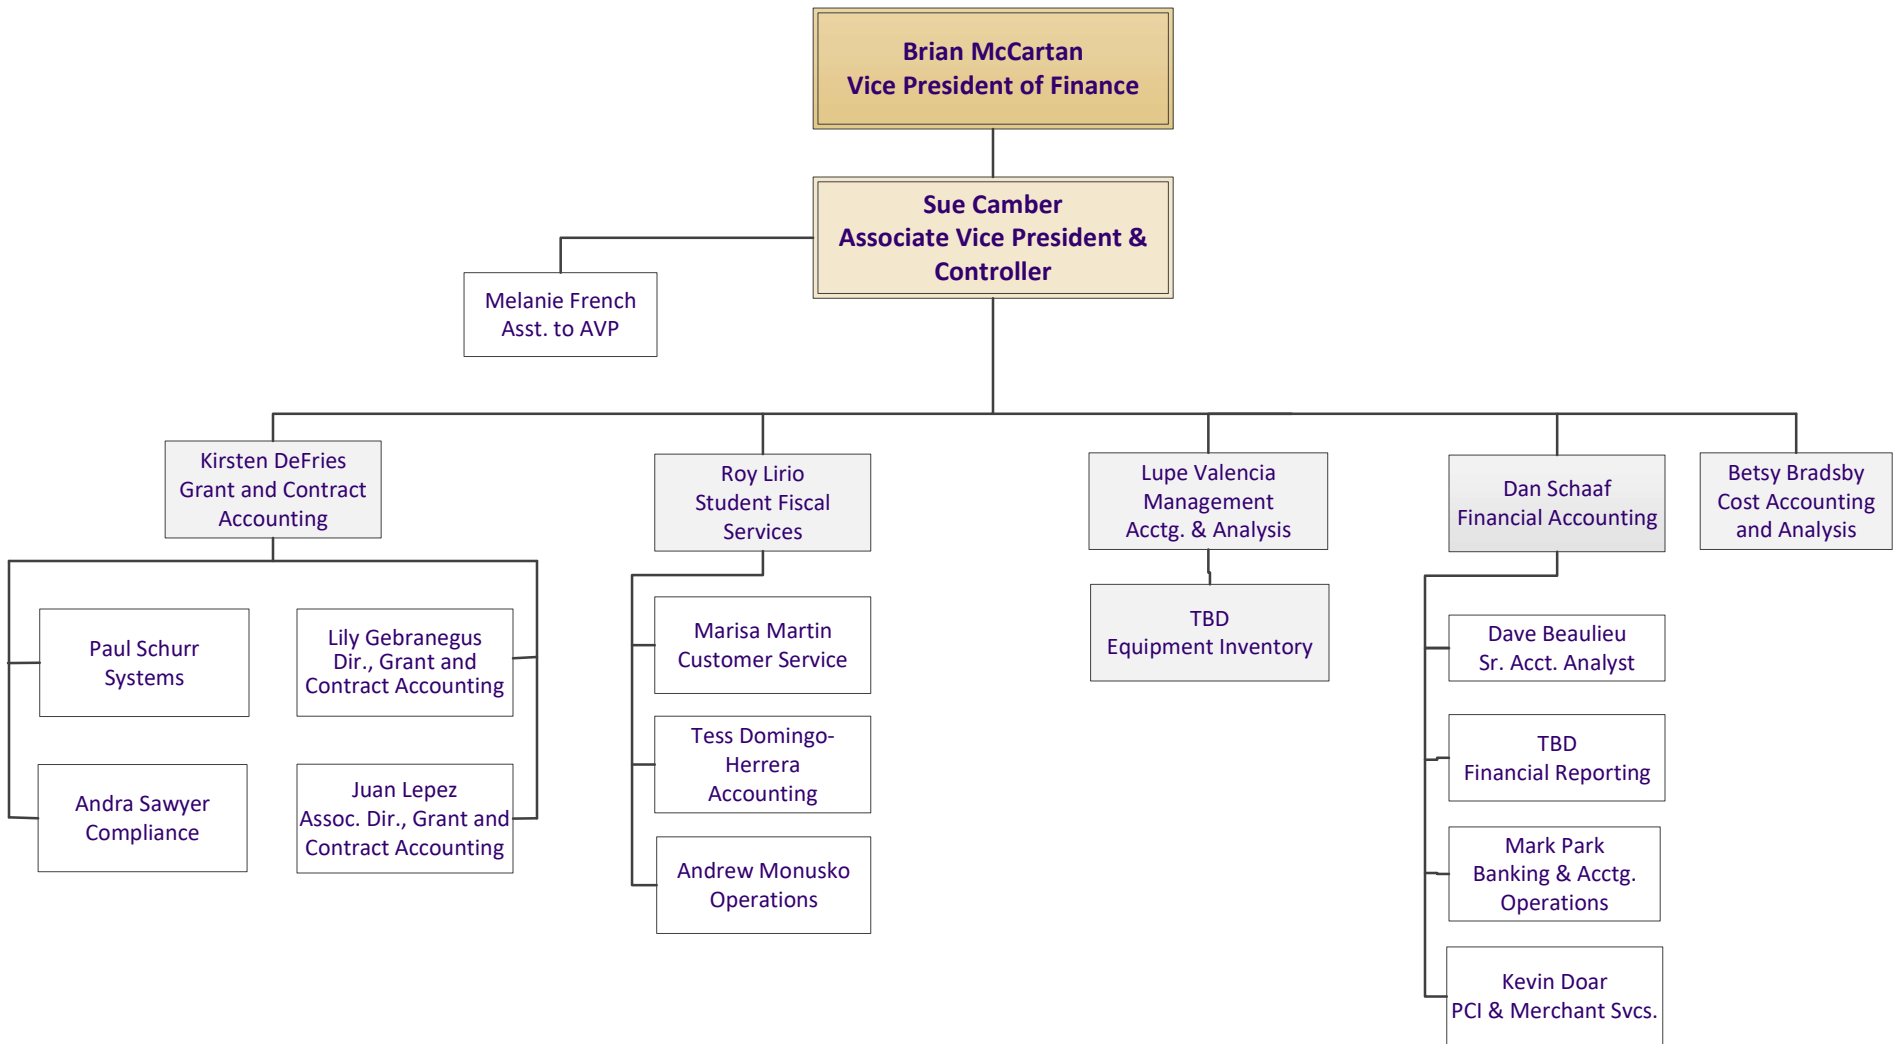 Brian McCartan
Vice President of Finance
Sue Camber
Associate Vice President &
Controller
Melanie French
Asst. to AVP
Kirsten DeFries
Grant and Contract
Accounting
Roy Lirio
Student Fiscal
Services
Lupe Valencia
Management
Acctg. & Analysis
Dan Schaaf
Financial Accounting
Betsy Bradsby
Cost Accounting
and Analysis
Paul Schurr
Systems
Lily Gebranegus
Dir., Grant and
Contract Accounting
Andra Sawyer
Compliance
Juan Lepez
Assoc. Dir., Grant and
Contract Accounting
Marisa Martin
Customer Service
Tess Domingo-
Herrera
Accounting
Andrew Monusko
Operations
TBD
Equipment Inventory
Dave Beaulieu
Sr. Acct. Analyst
TBD
Financial Reporting
Mark Park
Banking & Acctg.
Operations
Kevin Doar
PCI & Merchant Svcs.